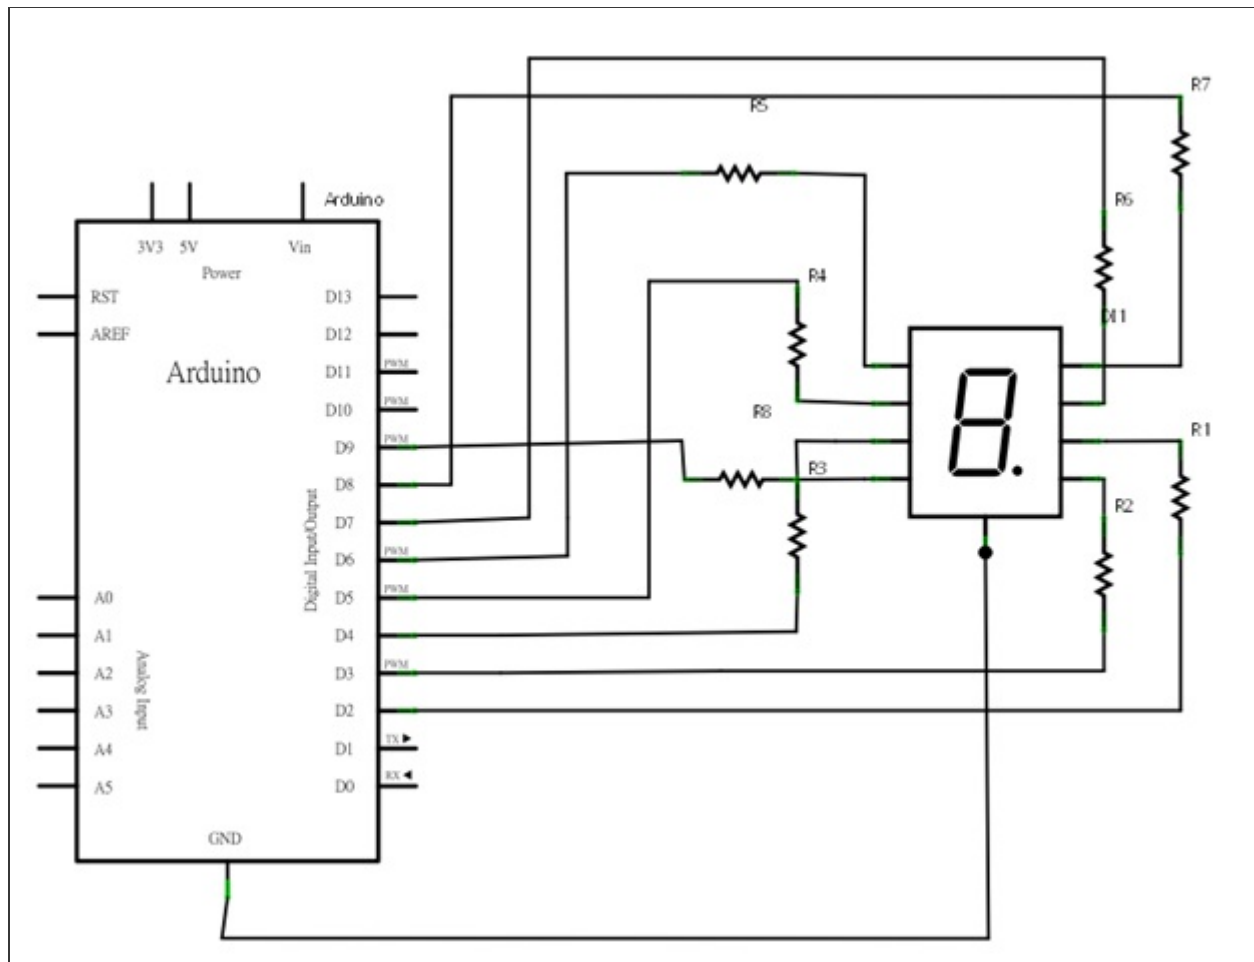 R7
R5
Arduino
R6
3V3 5V Vin
Power
R4
RST D13
D11
AREF D12
PWM
Arduino D11
PWM
D10
R8
R1
PWM
D9
R3
D8
R2
D7
Digital Input/Output
PWM
D6
PWM
A0 D5
A1 D4
PWM
A2 D3
Analog Input
A3 D2
TX
A4 D1
RX
A5 D0
GND
8.